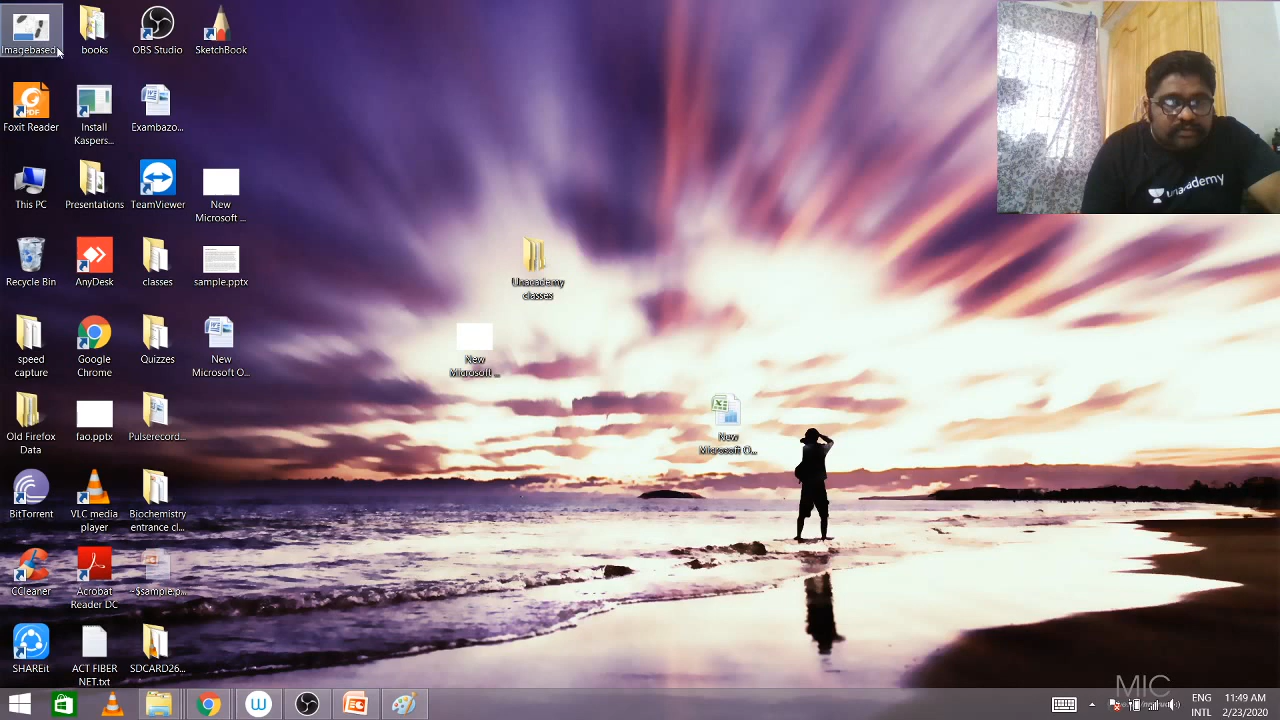 Imagebased
books
OBS Studio
SketchBook
Foxit Reader
Install
Kaspers...
Exambazo...
This PC
Presentations
TeamViewer
New
Microsoft ...
Recycle Bin
AnyDesk
classes
sample.pptx
speed
capture
Google
Chrome
Quizzes
New
Microsoft O...
Old Firefox
Data
fao.pptx
Pulserecord...
BitTorrent
VLC media
player
biochemistry
entrance cl...
CCleaner
Acrobat
Reader DC
SHAREit
ACT FIBER
NET.txt
SDCARD26...
Unacademy
classes
New
Microsoft ...
New
Microsoft O...
unacademy
MIC
ENG
INTL
11:49 AM
2/23/2020